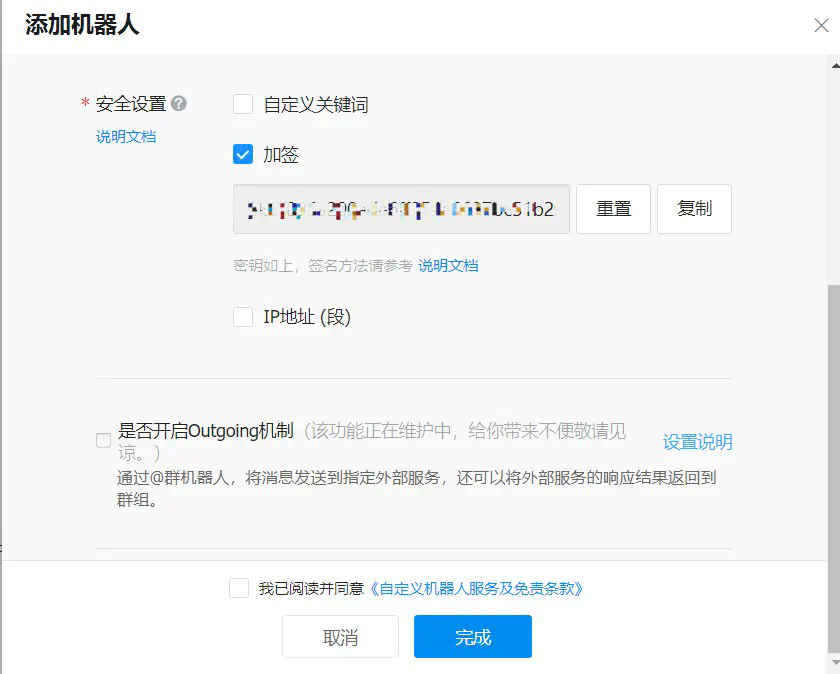 添加机器人
* 安全设置
自定义关键词
说明文档
加签
重置
复制
密钥如上，签名方法请参考 说明文档
IP地址 (段)
是否开启Outgoing机制（该功能正在维护中，给你带来不便敬请见
谅。）
设置说明
通过@群机器人，将消息发送到指定外部服务，还可以将外部服务的响应结果返回到
群组。
我已阅读并同意《自定义机器人服务及免责条款》
取消
完成